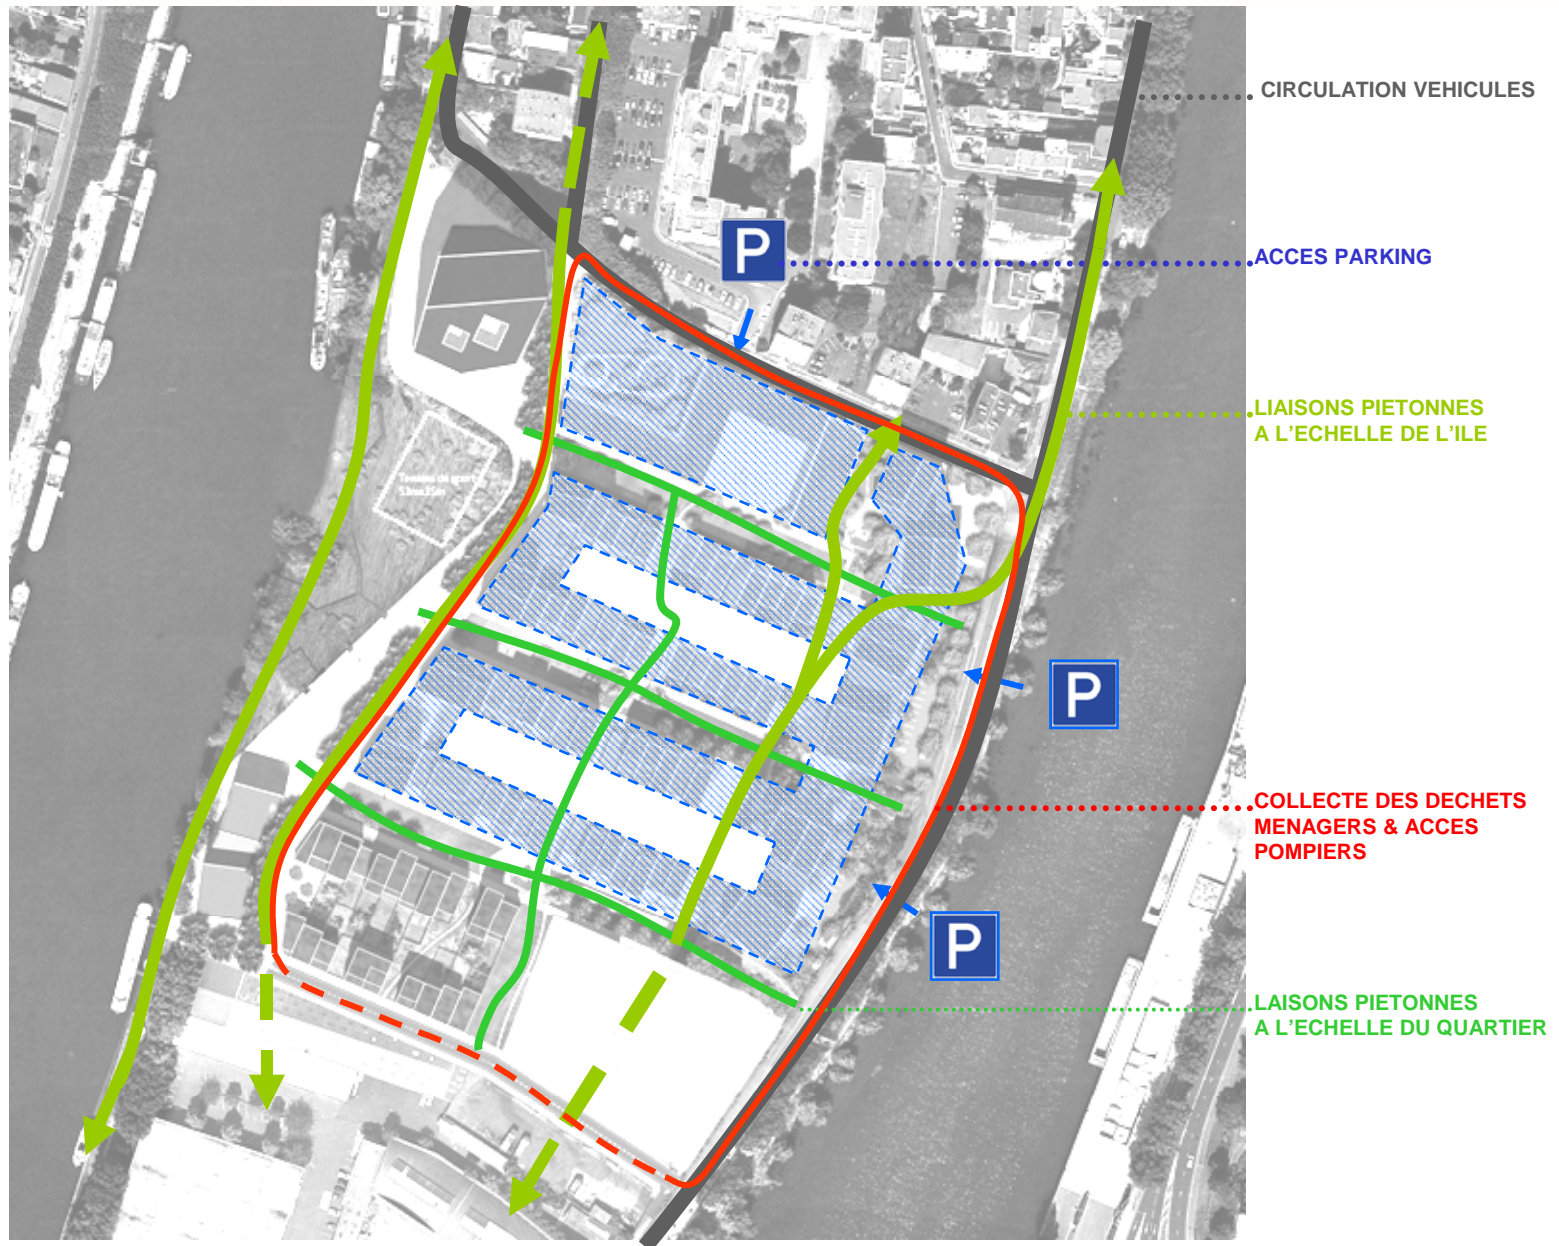 CIRCULATION VEHICULES
P
ACCES PARKING
LIAISONS PIETONNES
A L'ECHELLE DE L'ILE
P
COLLECTE DES DECHETS
MENAGERS & ACCES
POMPIERS
P
LAISONS PIETONNES
A L'ECHELLE DU QUARTIER